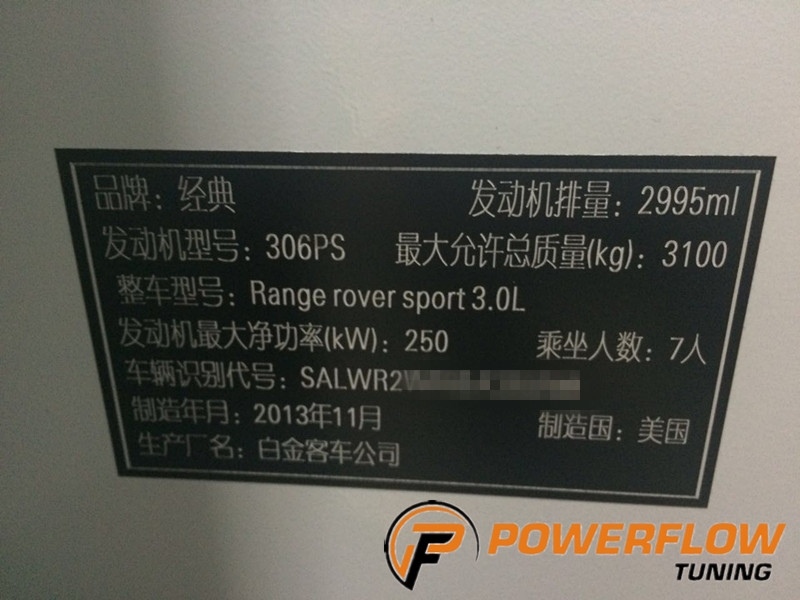 品牌：经典 发动机排量：2995ml
发动机型号：306PS 最大允许总质量(kg)：3100
整车型号：Range rover sport 3.0L
发动机最大净功率(kW)：250 乘坐人数：7人
车辆识别代号：SALWR2
制造年月：2013年11月 制造国：美国
生产厂名：白金客车公司
POWERFLOW
TUNING